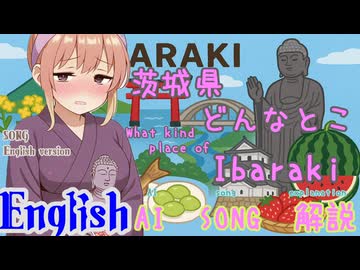 ARAKI
茨城県
どんなとこ
What kind
place of
Ibaraki
SONG
English version
AI song explanation
English AI SONG 解説